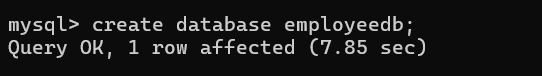 mysql> create database employeedb;
Query OK, 1 row affected (7.85 sec)